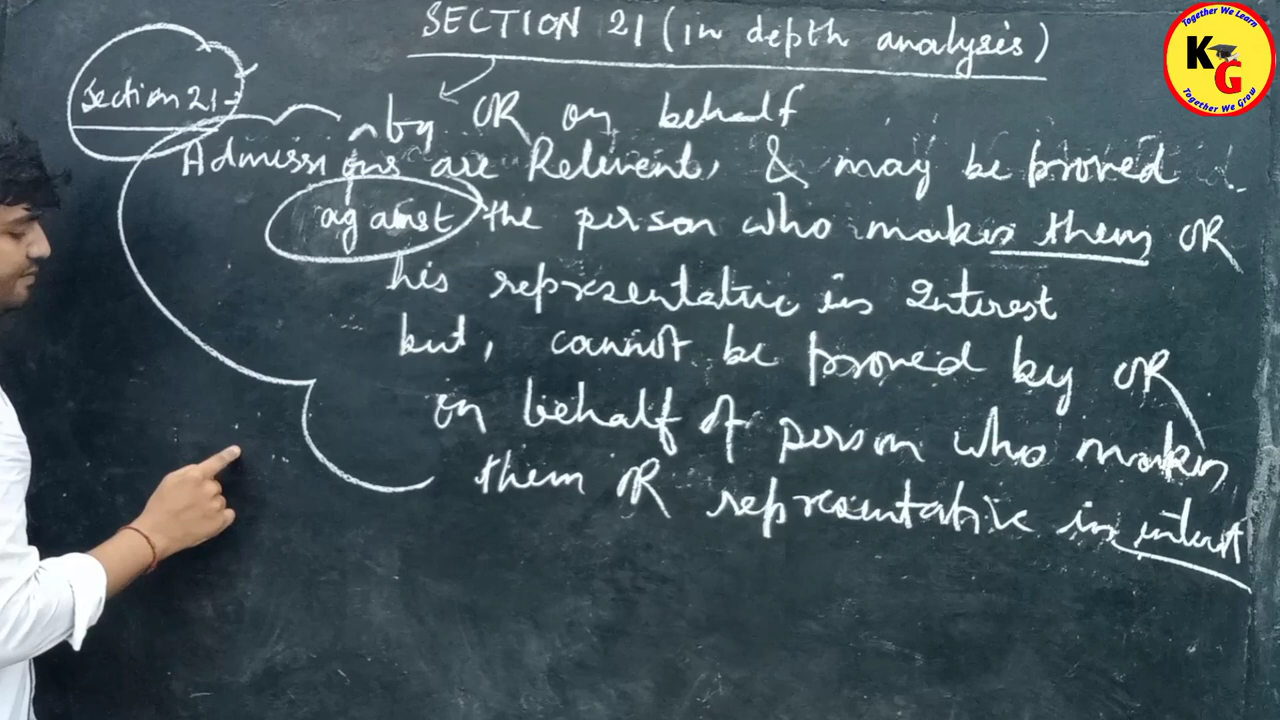 SECTION 21 (in depth analysis)
Section 21-
by OR on behalf
Admissions are Relevent, & may be proved
against the person who makes them OR
his representative in Interest
but, cannot be proved by OR
on behalf of person who makes
them OR representative in interest
Together We Learn
KG
Together We Grow